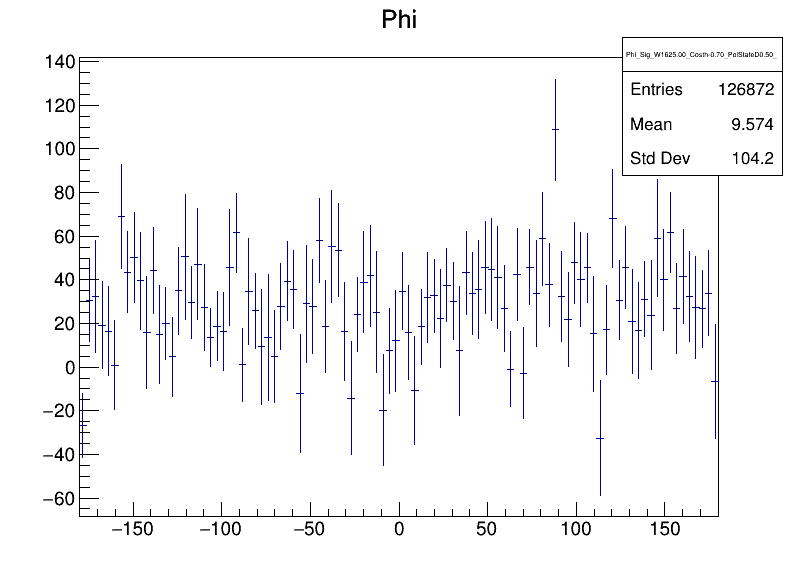 Phi
Phi_Sig_W1625.00_Costh-0.70_PolStateD0.50_
Entries 126872
Mean 9.574
Std Dev 104.2
140
120
100
80
60
40
20
0
−20
−40
−60
−150 −100 −50 0 50 100 150